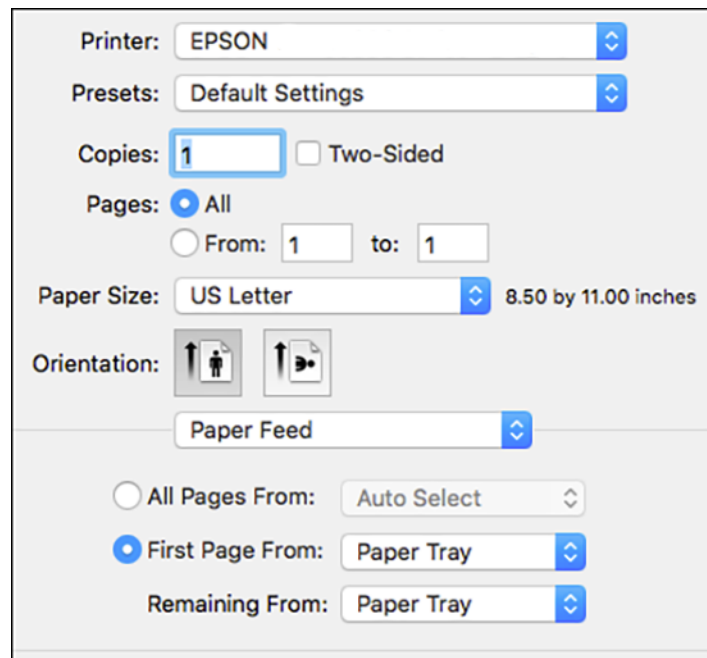 Printer: EPSON
Presets: Default Settings
Copies: 1 Two-Sided
Pages: All
From: 1 to: 1
Paper Size: US Letter 8.50 by 11.00 inches
Orientation:
Paper Feed
All Pages From: Auto Select
First Page From: Paper Tray
Remaining From: Paper Tray